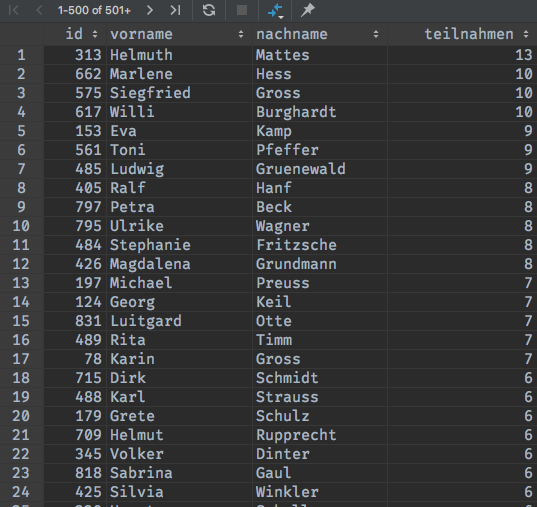 1-500 of 501+
id vorname nachname teilnahmen
1 313 Helmuth Mattes 13
2 662 Marlene Hess 10
3 575 Siegfried Gross 10
4 617 Willi Burghardt 10
5 153 Eva Kamp 9
6 561 Toni Pfeffer 9
7 485 Ludwig Gruenewald 9
8 405 Ralf Hanf 8
9 797 Petra Beck 8
10 795 Ulrike Wagner 8
11 484 Stephanie Fritzsche 8
12 426 Magdalena Grundmann 8
13 197 Michael Preuss 7
14 124 Georg Keil 7
15 831 Luitgard Otte 7
16 489 Rita Timm 7
17 78 Karin Gross 7
18 715 Dirk Schmidt 6
19 488 Karl Strauss 6
20 179 Grete Schulz 6
21 709 Helmut Rupprecht 6
22 345 Volker Dinter 6
23 818 Sabrina Gaul 6
24 425 Silvia Winkler 6